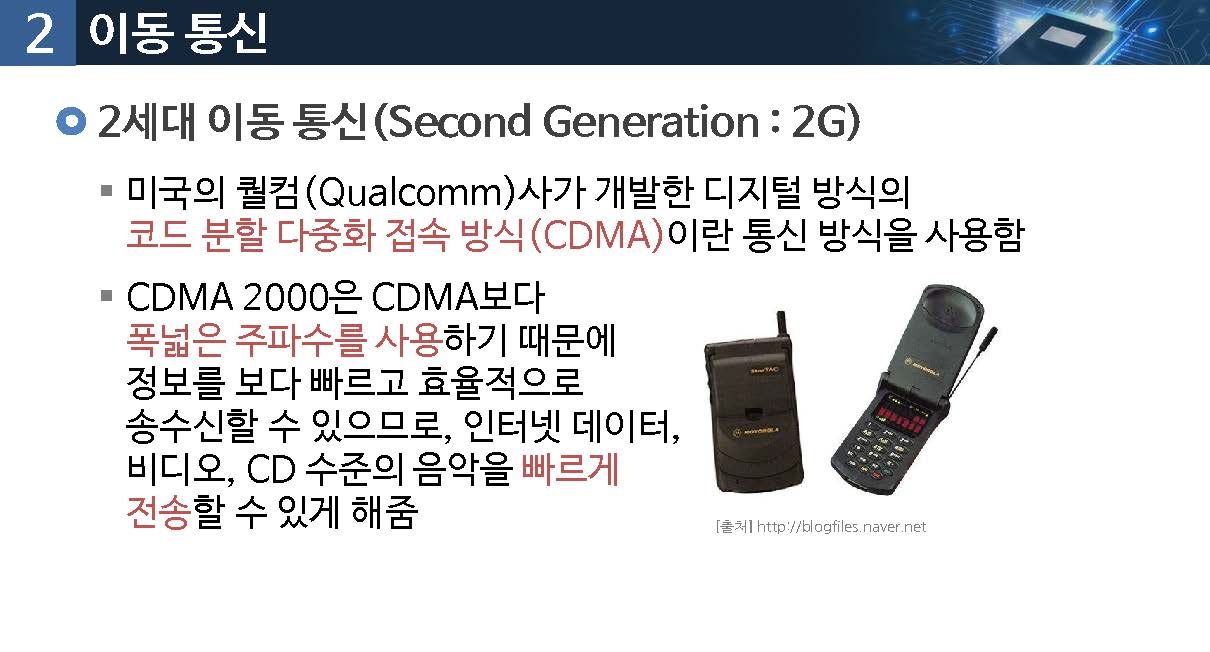 2 이동 통신
2세대 이동 통신(Second Generation : 2G)
미국의 퀄컴(Qualcomm)사가 개발한 디지털 방식의
코드 분할 다중화 접속 방식(CDMA)이란 통신 방식을 사용함
CDMA 2000은 CDMA보다
폭넓은 주파수를 사용하기 때문에
정보를 보다 빠르고 효율적으로
송수신할 수 있으므로, 인터넷 데이터,
비디오, CD 수준의 음악을 빠르게
전송할 수 있게 해줌
StarTAC
MOTOROLA
MOTOROLA
[출처] http://blogfiles.naver.net